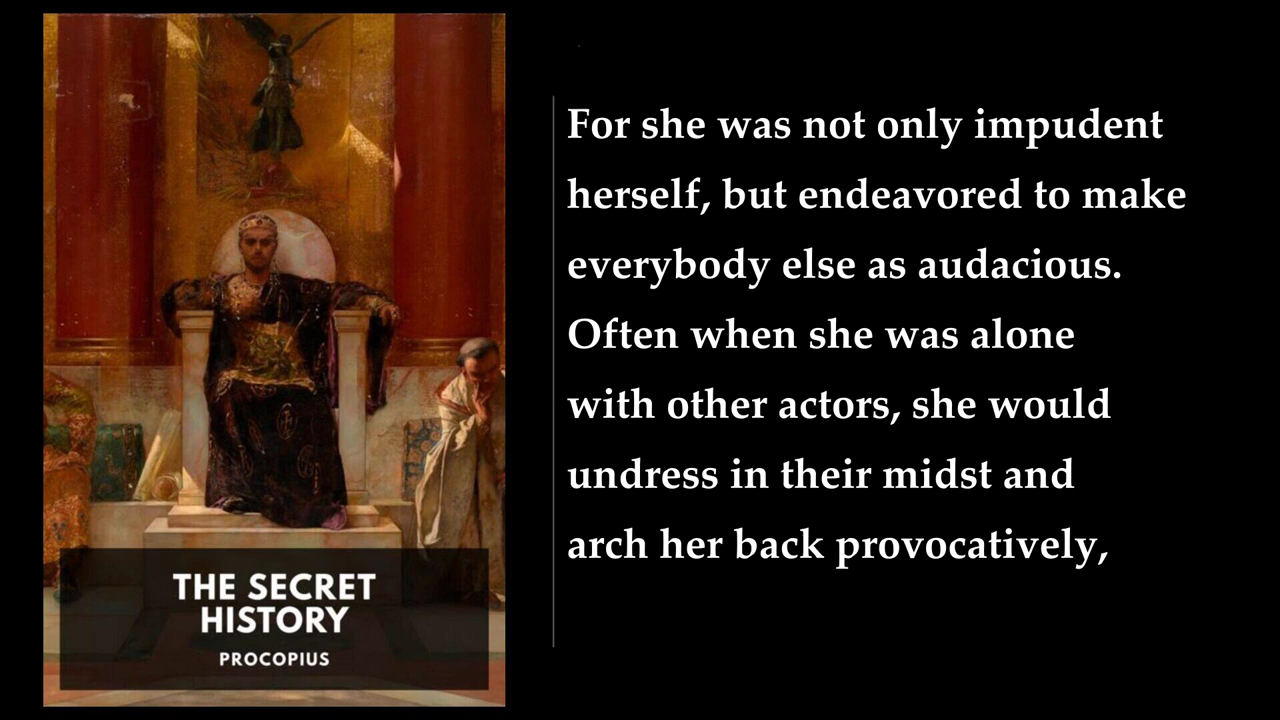 THE SECRET
HISTORY
PROCOPIUS
For she was not only impudent
herself, but endeavored to make
everybody else as audacious.
Often when she was alone
with other actors, she would
undress in their midst and
arch her back provocatively,